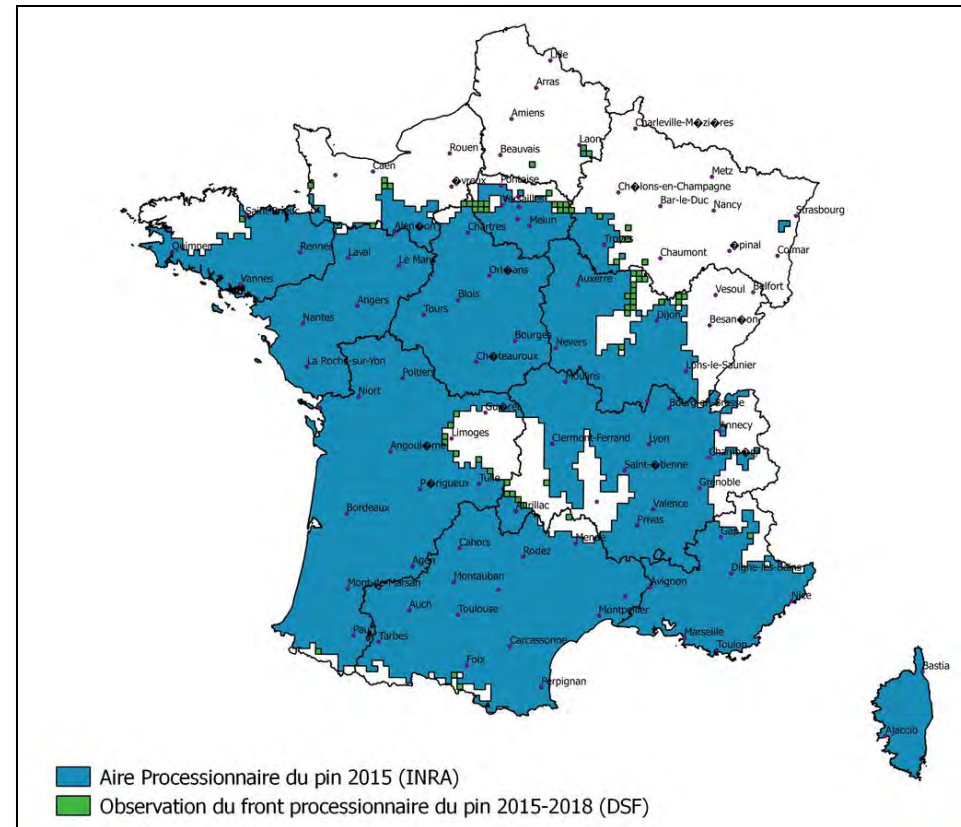 Lille
Arras
Amiens
Charleville-M�zi�res
Laon
Rouen
Beauvais
Caen
Metz
�vreux
Pontoise
Ch�lons-en-Champagne
Versailles
Bar-le-Duc
Nancy
Strasbourg
Saint-Brieuc
Melun
Alen�on
Chartres
Troyes
�pinal
Colmar
Quimper
Rennes
Laval
Le Mans
Chaumont
Orl�ans
Auxerre
Vannes
Vesoul
Belfort
Blois
Angers
Tours
Dijon
Besan�on
Nantes
Bourges
Nevers
Ch�teauroux
La Roche-sur-Yon
Lons-le-Saunier
Poitiers
Moulins
Niort
Gu�ret
Bourg-en-Bresse
Annecy
Limoges
Angoul�me
Clermont-Ferrand
Lyon
Chamb�ry
Saint-�tienne
P�rigueux
Tulle
Grenoble
Bordeaux
Aurillac
Valence
Privas
Mende
Gap
Cahors
Rodez
Agen
Digne-les-Bains
Mont-de-Marsan
Montauban
Avignon
Nice
Auch
Toulouse
Montpellier
Pau
Tarbes
Marseille
Toulon
Carcassonne
Foix
Bastia
Perpignan
Ajaccio
Aire Processionnaire du pin 2015 (INRA)
Observation du front processionnaire du pin 2015-2018 (DSF)